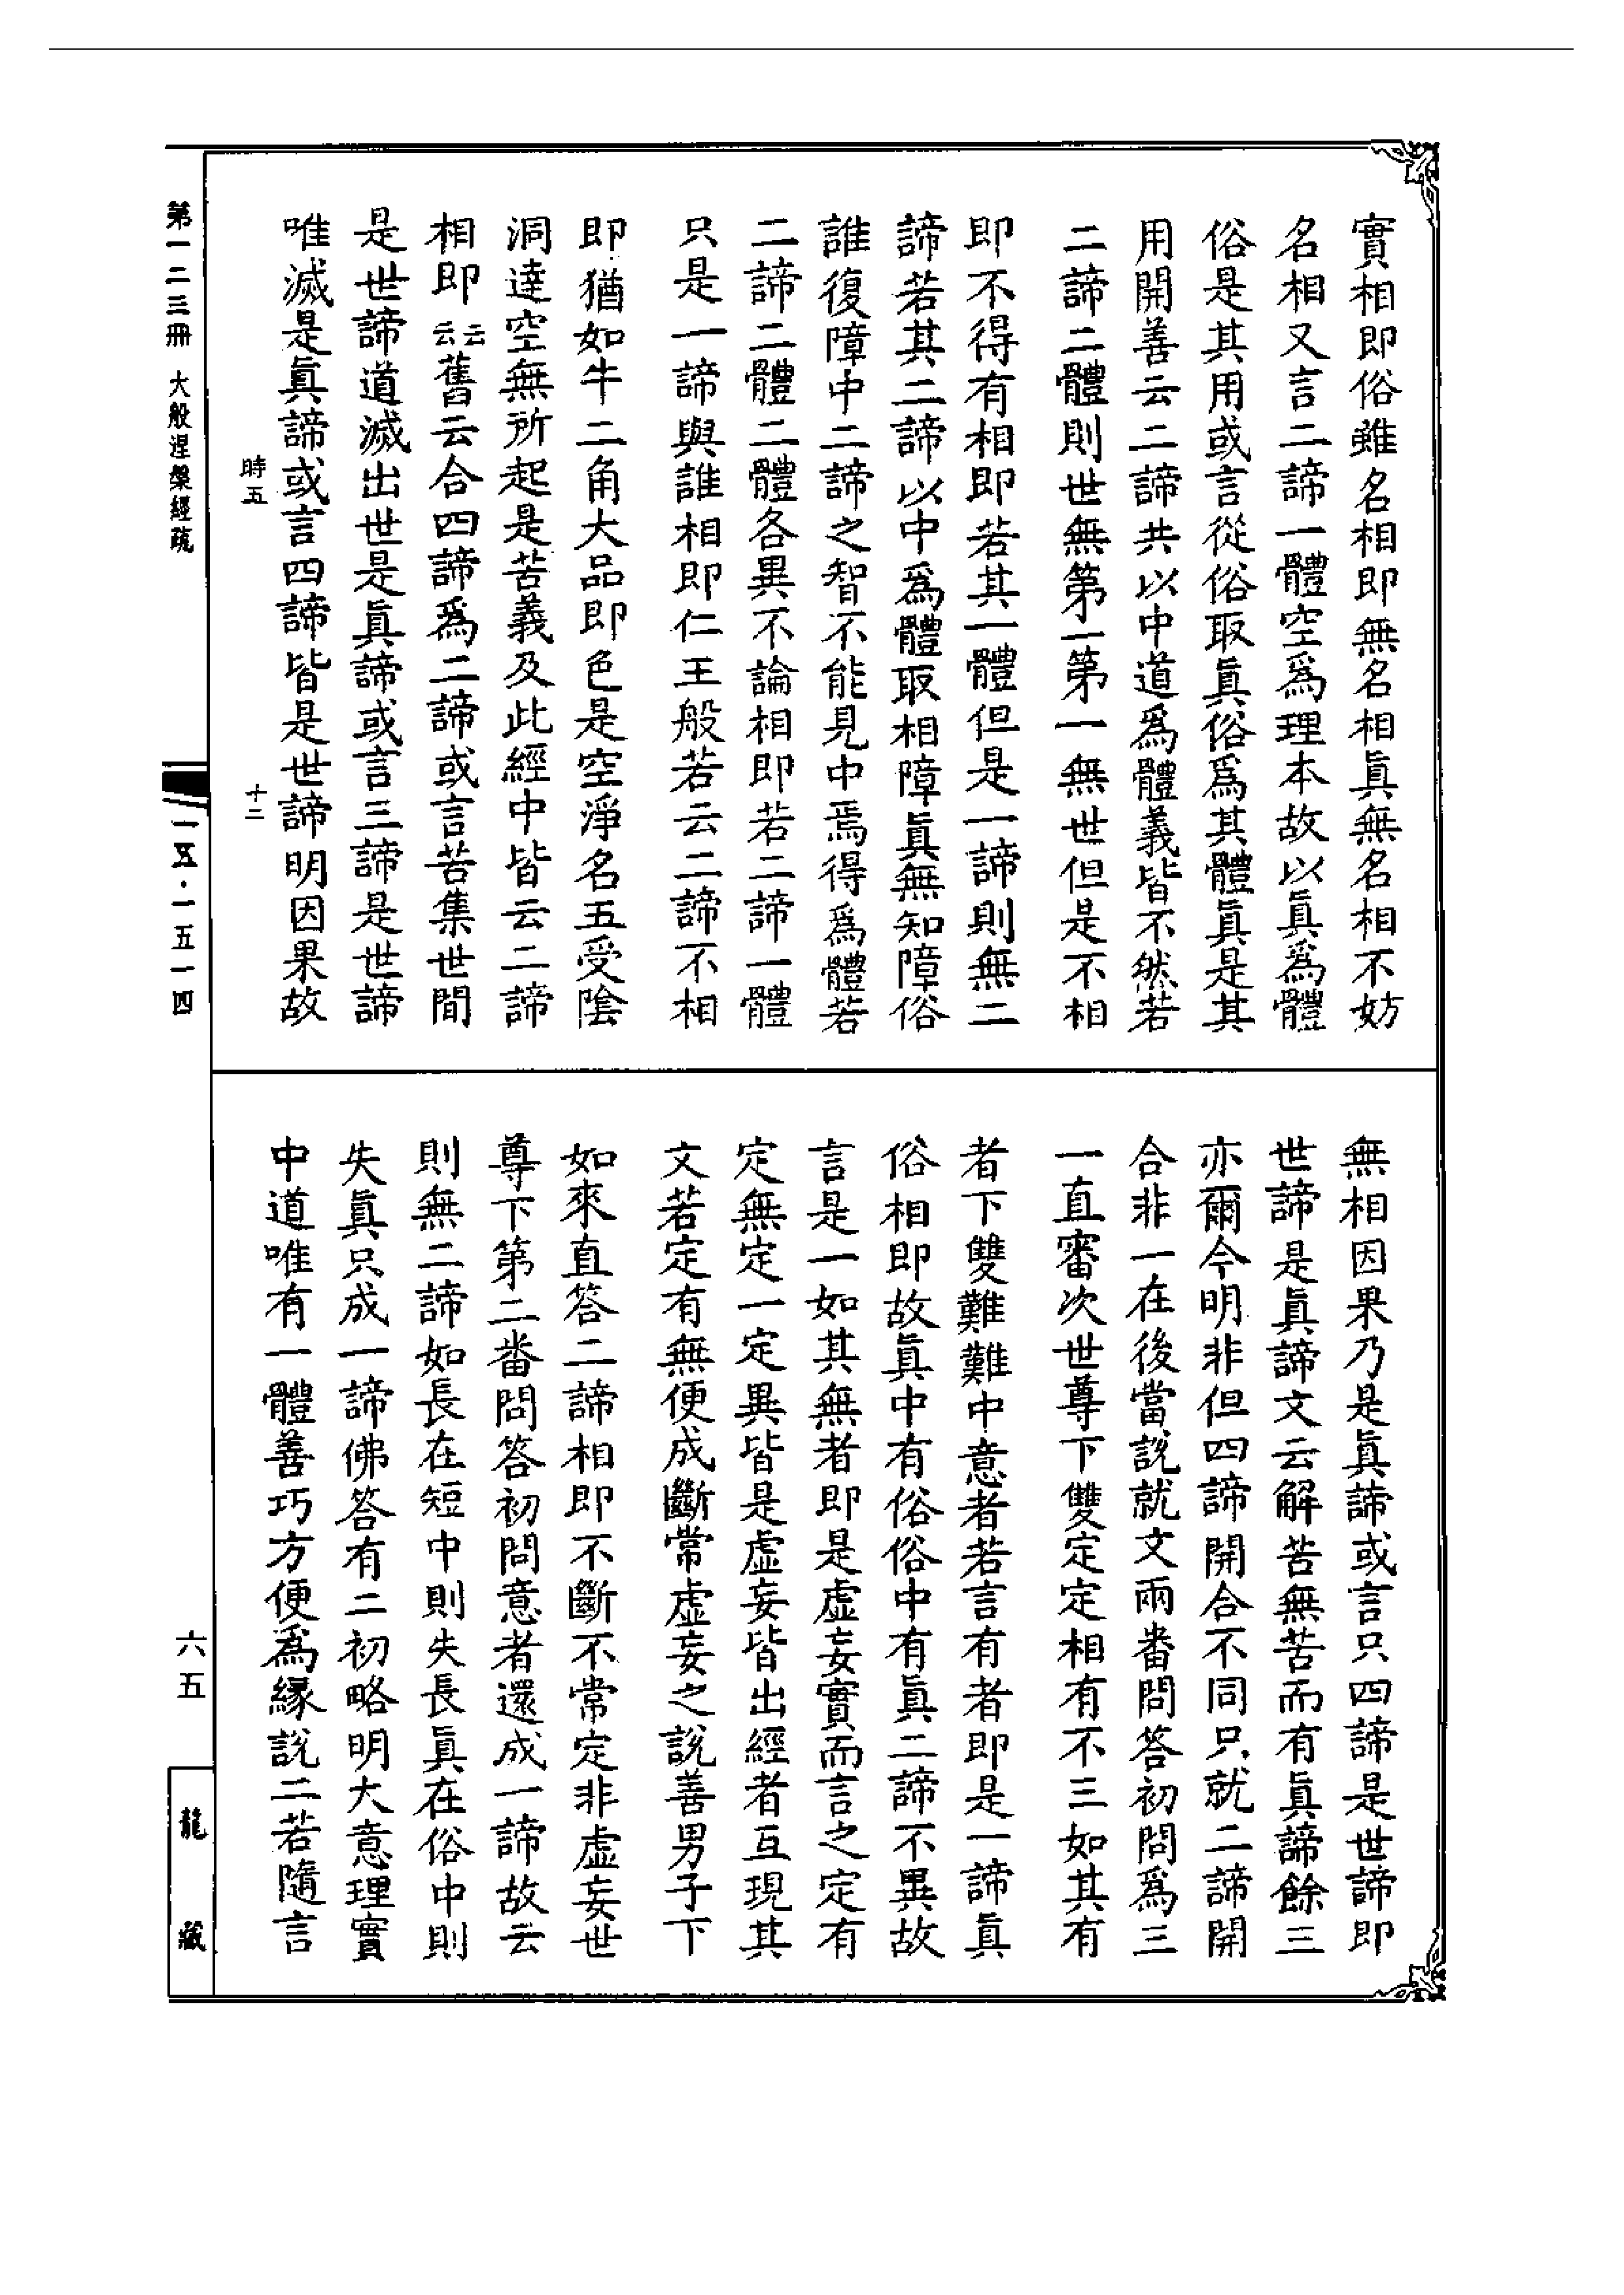 實相即俗雖名相即無名相眞無名相不妨
名相又言二諦一體空爲理本故以眞爲體
俗是其用或言從俗取眞俗爲其體眞是其
用開善云二諦共以中道爲體義皆不然若
二諦二體則世無第一第一無世但是不相
即不得有相即若其一體但是一諦則無二
諦若其二諦以中爲體取相障眞無知障俗
誰復障中二諦之智不能見中焉得爲體若
二諦二體二體各異不論相即若二諦一體
只是一諦與誰相即仁王般若云二諦不相
即猶如牛二角大品即色是空淨名五受陰
洞達空無所起是苦義及此經中皆云二諦
相即云云舊云合四諦爲二諦或言苦集世間
是世諦道滅出世是眞諦或言三諦是世諦
唯滅是眞諦或言四諦皆是世諦明因果故
無相因果乃是眞諦或言只四諦是世諦即
世諦是眞諦文云解苦無苦而有眞諦餘三
亦爾今明非但四諦開合不同只就二諦開
合非一在後當說就文兩番問答初問爲三
一直審次世尊下雙定定相有不三如其有
者下雙難難中意者若言有者即是一諦眞
俗相即故眞中有俗俗中有眞二諦不異故
言是一如其無者即是虛妄實而言之定有
定無定一定異皆是虛妄皆出經者互現其
文若定有無便成斷常虛妄之說善男子下
如來直答二諦相即不斷不常定非虛妄世
尊下第二番問答初問意者還成一諦故云
則無二諦如長在短中則失長眞在俗中則
失眞只成一諦佛答有二初略明大意理實
中道唯有一體善巧方便爲緣說二若隨言
時五
十二
第一二三冊
大般涅槃經疏
一五·一五一四
六五
龍藏